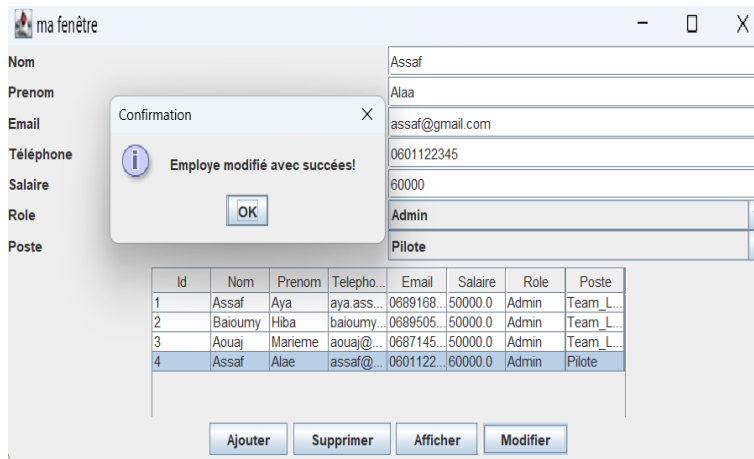 ma fenêtre
Nom Assaf
Prenom Alaa
Email assaf@gmail.com
Téléphone 0601122345
Salaire 60000
Role Admin
Poste Pilote
Confirmation
Employe modifié avec succées!
OK
Id Nom Prenom Telepho... Email Salaire Role Poste
1 Assaf Aya aya.ass... 0689168... 50000.0 Admin Team_L...
2 Baioumy Hiba baioumy... 0689505... 50000.0 Admin Team_L...
3 Aouaj Marieme aouaj@... 0687145... 50000.0 Admin Team_L...
4 Assaf Alae assaf@... 0601122... 60000.0 Admin Pilote
Ajouter Supprimer Afficher Modifier